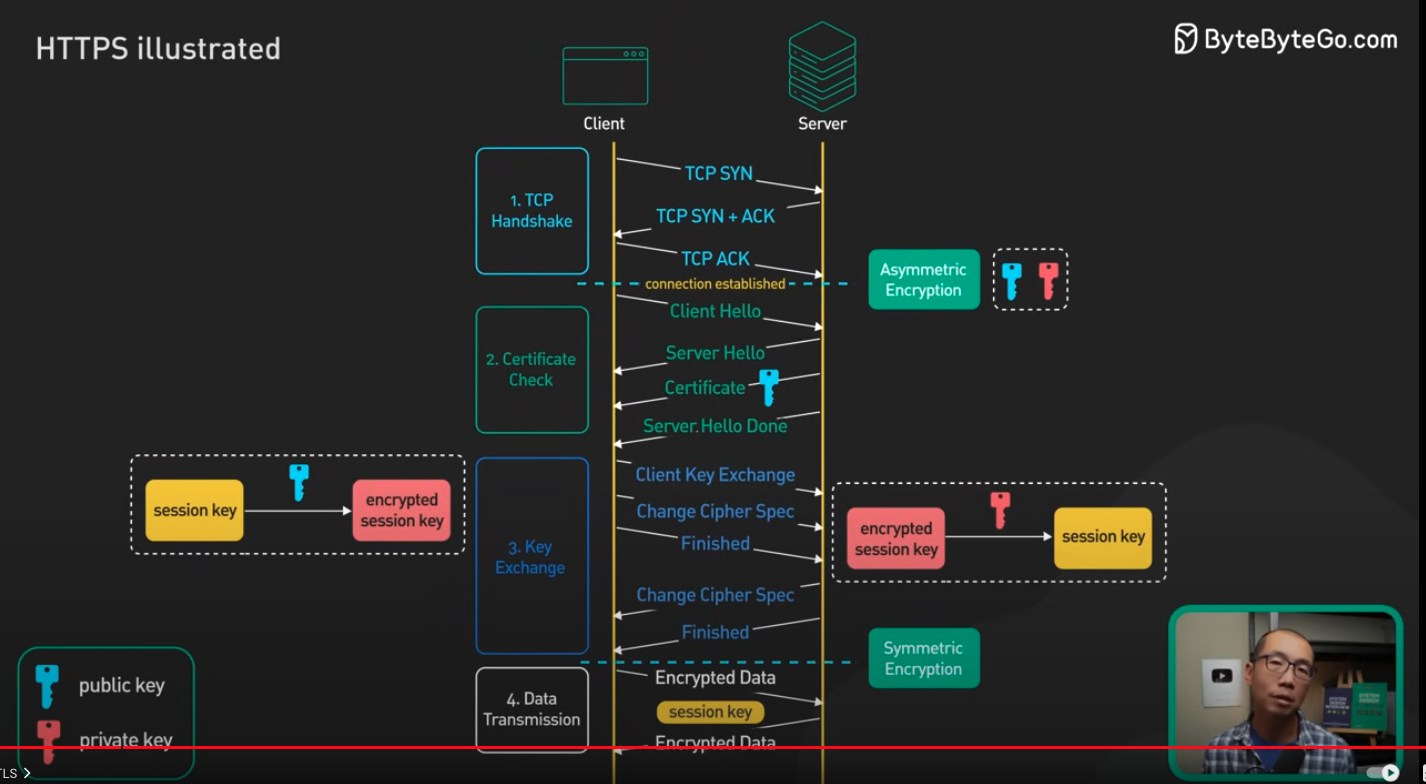 HTTPS illustrated
ByteByteGo.com
Client
Server
1. TCP
Handshake
TCP SYN
TCP SYN + ACK
TCP ACK
connection established
Asymmetric
Encryption
2. Certificate
Check
Client Hello
Server Hello
Certificate
Server Hello Done
session key
encrypted
session key
3. Key
Exchange
Client Key Exchange
Change Cipher Spec
Finished
Change Cipher Spec
Finished
encrypted
session key
session key
Symmetric
Encryption
public key
private key
4. Data
Transmission
Encrypted Data
session key
Encrypted Data
SYSTEM
DESIGN
INTERVIEW
TLS